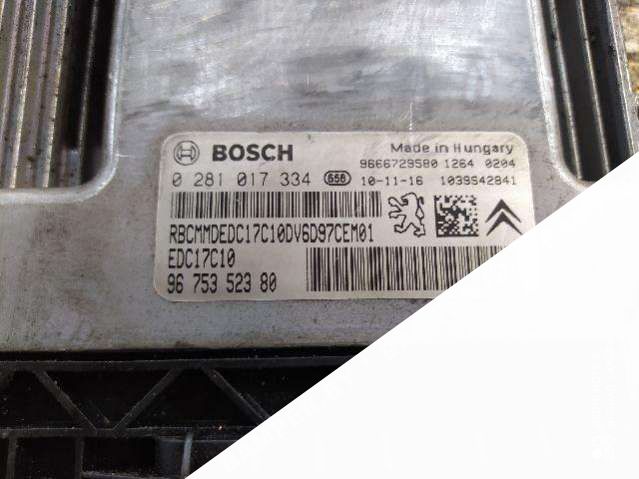 BOSCH Made in Hungary
9666729580 1264 0204
0 281 017 334 656 10-11-16 1039S42841
RBCMMDEDC17C10DV6D97CEM01
EDC17C10
96 753 523 80